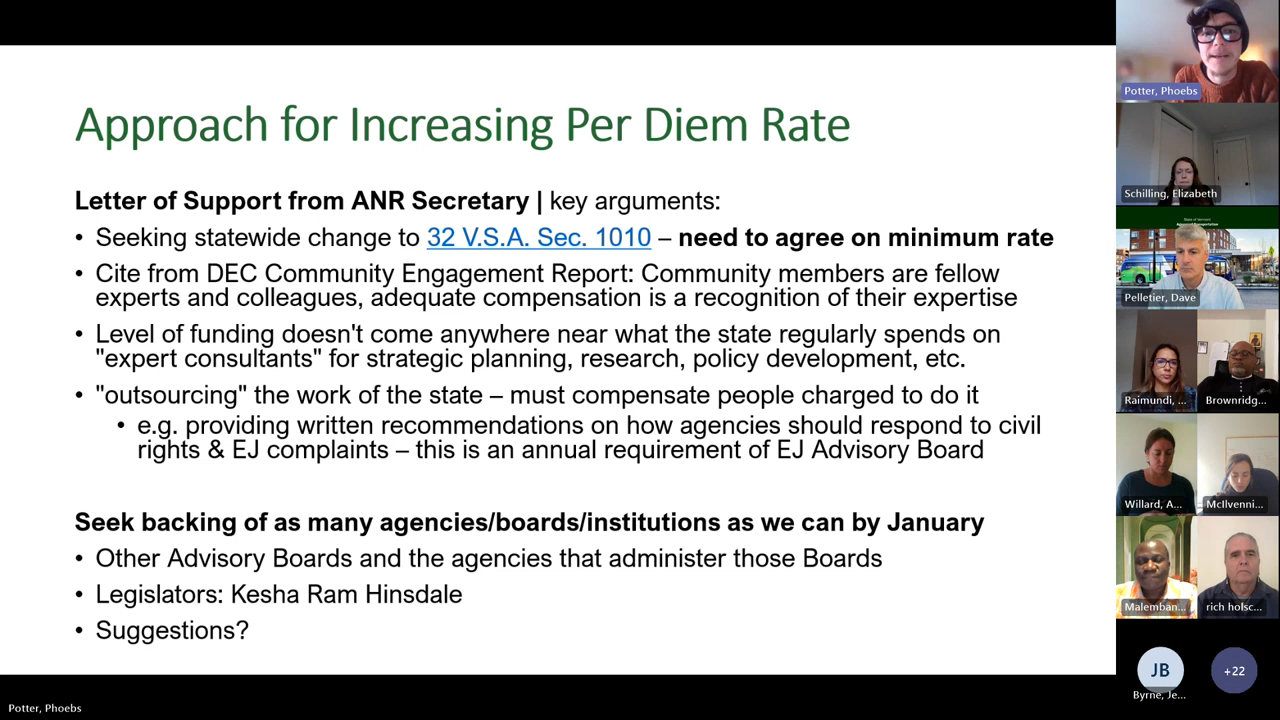 Approach for Increasing Per Diem Rate
Letter of Support from ANR Secretary | key arguments:
• Seeking statewide change to 32 V.S.A. Sec. 1010 – need to agree on minimum rate
• Cite from DEC Community Engagement Report: Community members are fellow
experts and colleagues, adequate compensation is a recognition of their expertise
• Level of funding doesn't come anywhere near what the state regularly spends on
"expert consultants" for strategic planning, research, policy development, etc.
• "outsourcing" the work of the state – must compensate people charged to do it
• e.g. providing written recommendations on how agencies should respond to civil
rights & EJ complaints – this is an annual requirement of EJ Advisory Board
Seek backing of as many agencies/boards/institutions as we can by January
• Other Advisory Boards and the agencies that administer those Boards
• Legislators: Kesha Ram Hinsdale
• Suggestions?
Potter, Phoebs
Potter, Phoebs
Schilling, Elizabeth
Pelletier, Dave
Raimundi, ...
Brownridg...
Willard, A...
McIlvenni...
Malemban...
rich holsc...
JB
+22
Byrne, Je...